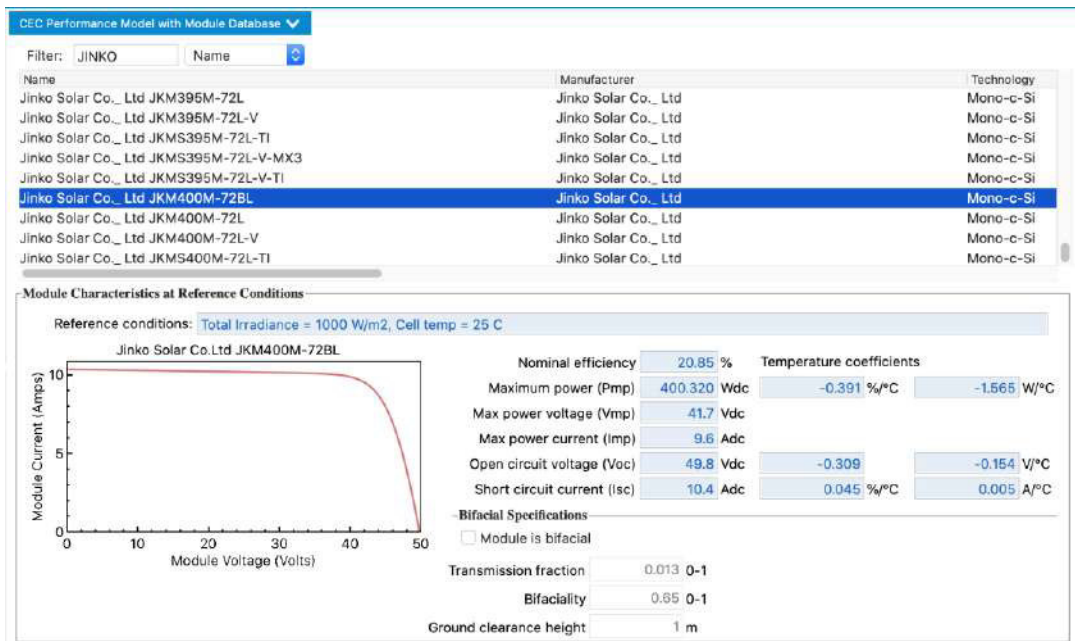 CEC Performance Model with Module Database
Filter: JINKO Name
Name Manufacturer Technology
Jinko Solar Co._ Ltd JKM395M-72L Jinko Solar Co._ Ltd Mono-c-Si
Jinko Solar Co._ Ltd JKM395M-72L-V Jinko Solar Co._ Ltd Mono-c-Si
Jinko Solar Co._ Ltd JKMS395M-72L-TI Jinko Solar Co._ Ltd Mono-c-Si
Jinko Solar Co._ Ltd JKMS395M-72L-V-MX3 Jinko Solar Co._ Ltd Mono-c-Si
Jinko Solar Co._ Ltd JKMS395M-72L-V-TI Jinko Solar Co._ Ltd Mono-c-Si
Jinko Solar Co._ Ltd JKM400M-72BL Jinko Solar Co._ Ltd Mono-c-Si
Jinko Solar Co._ Ltd JKM400M-72L Jinko Solar Co._ Ltd Mono-c-Si
Jinko Solar Co._ Ltd JKM400M-72L-V Jinko Solar Co._ Ltd Mono-c-Si
Jinko Solar Co._ Ltd JKMS400M-72L-TI Jinko Solar Co._ Ltd Mono-c-Si
Module Characteristics at Reference Conditions
Reference conditions: Total Irradiance = 1000 W/m2, Cell temp = 25 C
Jinko Solar Co.Ltd JKM400M-72BL
Module Current (Amps)
10
5
0
0 10 20 30 40 50
Module Voltage (Volts)
Nominal efficiency 20.85 % Temperature coefficients
Maximum power (Pmp) 400.320 Wdc -0.391 %/°C -1.565 W/°C
Max power voltage (Vmp) 41.7 Vdc
Max power current (Imp) 9.6 Adc
Open circuit voltage (Voc) 49.8 Vdc -0.309 -0.154 V/°C
Short circuit current (Isc) 10.4 Adc 0.045 %/°C 0.005 A/°C
Bifacial Specifications
Module is bifacial
Transmission fraction 0.013 0-1
Bifaciality 0.65 0-1
Ground clearance height 1 m